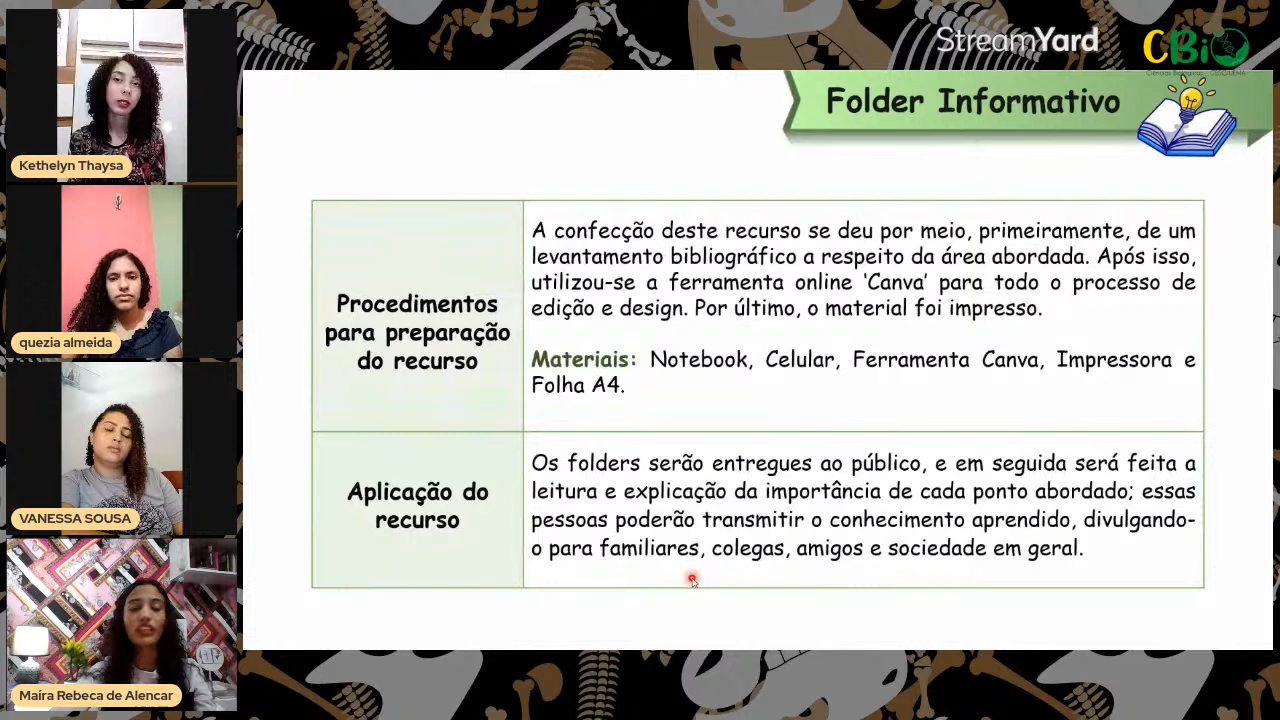 StreamYard
CBiO
Folder Informativo
Kethelyn Thaysa
quezia almeida
VANESSA SOUSA
Maíra Rebeca de Alencar
Procedimentos
para preparação
do recurso
A confecção deste recurso se deu por meio, primeiramente, de um
levantamento bibliográfico a respeito da área abordada. Após isso,
utilizou-se a ferramenta online ‘Canva’ para todo o processo de
edição e design. Por último, o material foi impresso.
Materiais: Notebook, Celular, Ferramenta Canva, Impressora e
Folha A4.
Aplicação do
recurso
Os folders serão entregues ao público, e em seguida será feita a
leitura e explicação da importância de cada ponto abordado; essas
pessoas poderão transmitir o conhecimento aprendido, divulgando-
o para familiares, colegas, amigos e sociedade em geral.